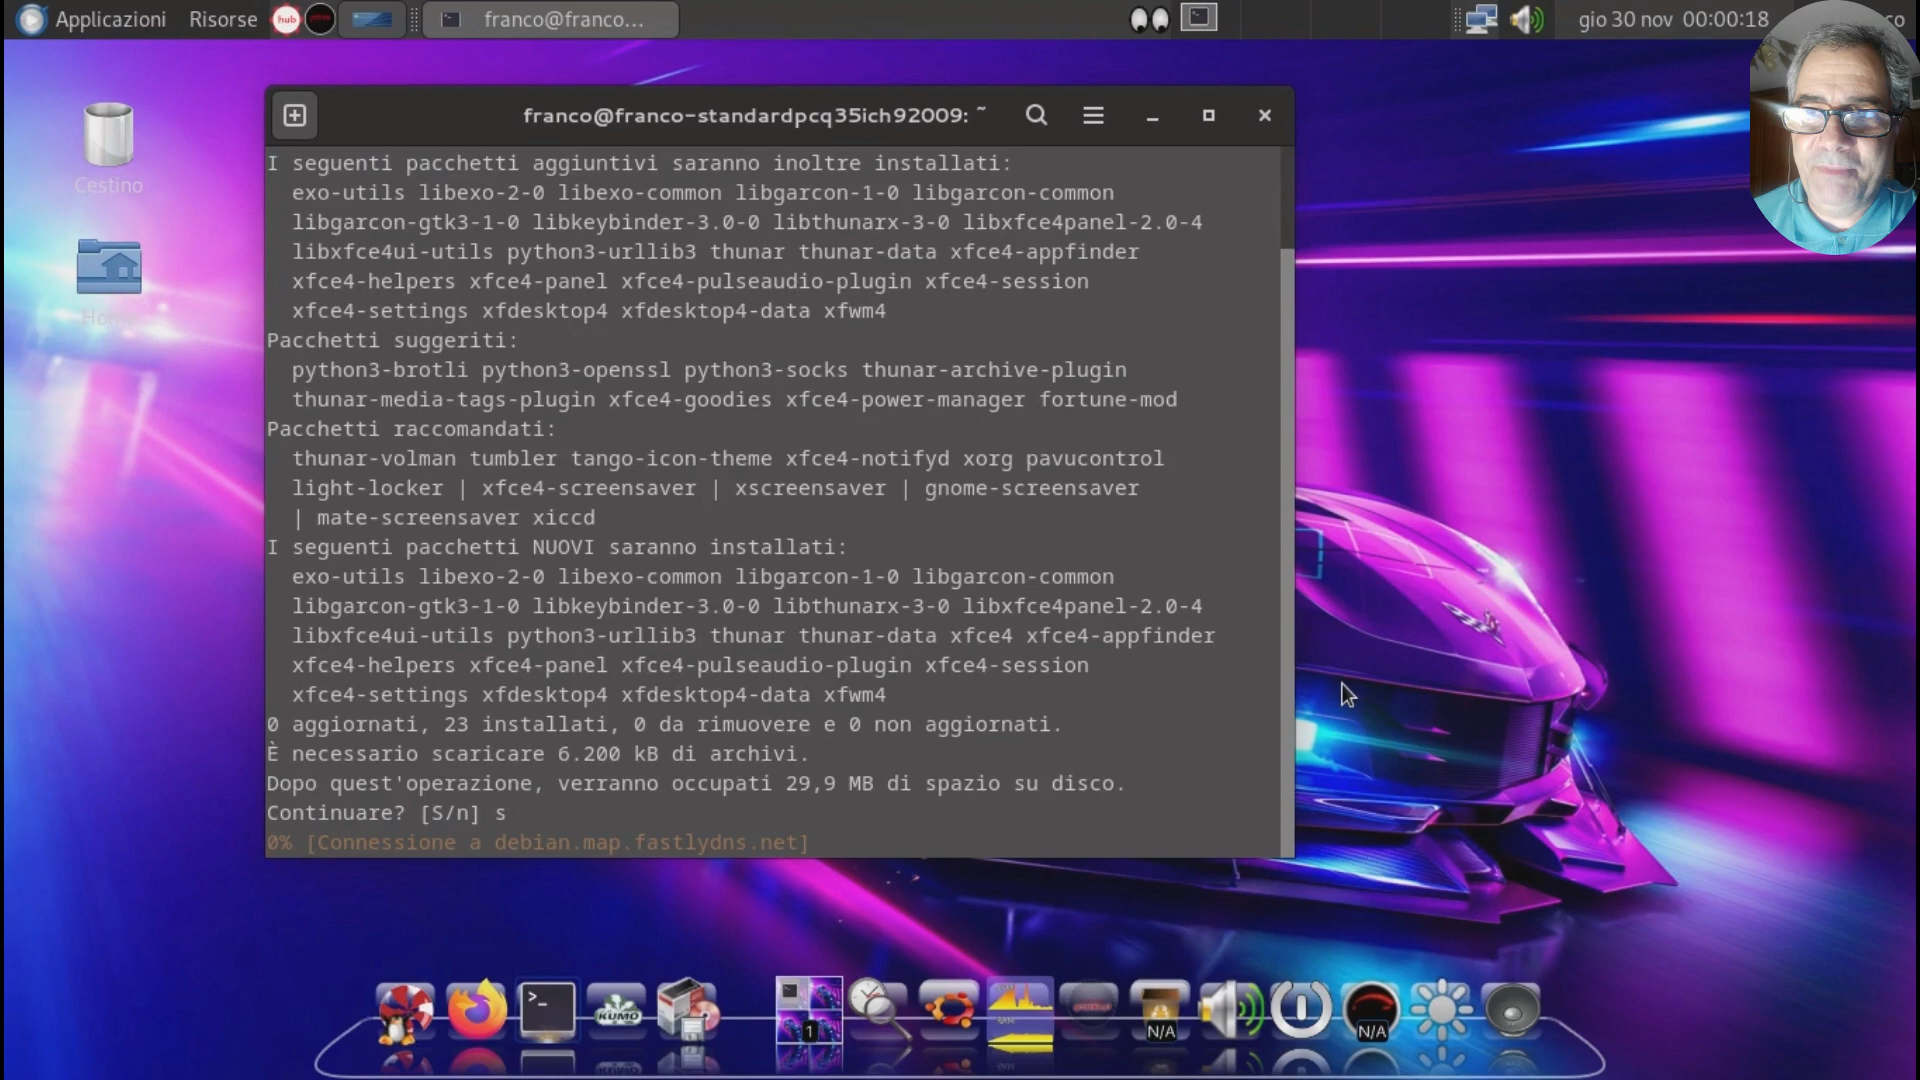 Applicazioni Risorse hub franco@franco... gio 30 nov 00:00:18 co
Cestino
Home
franco@franco-standardpcq35ich92009: ~
I seguenti pacchetti aggiuntivi saranno inoltre installati:
exo-utils libexo-2-0 libexo-common libgarcon-1-0 libgarcon-common
libgarcon-gtk3-1-0 libkeybinder-3.0-0 libthunarx-3-0 libxfce4panel-2.0-4
libxfce4ui-utils python3-urllib3 thunar thunar-data xfce4-appfinder
xfce4-helpers xfce4-panel xfce4-pulseaudio-plugin xfce4-session
xfce4-settings xfdesktop4 xfdesktop4-data xfwm4
Pacchetti suggeriti:
python3-brotli python3-openssl python3-socks thunar-archive-plugin
thunar-media-tags-plugin xfce4-goodies xfce4-power-manager fortune-mod
Pacchetti raccomandati:
thunar-volman tumbler tango-icon-theme xfce4-notifyd xorg pavucontrol
light-locker | xfce4-screensaver | xscreensaver | gnome-screensaver
| mate-screensaver xiccd
I seguenti pacchetti NUOVI saranno installati:
exo-utils libexo-2-0 libexo-common libgarcon-1-0 libgarcon-common
libgarcon-gtk3-1-0 libkeybinder-3.0-0 libthunarx-3-0 libxfce4panel-2.0-4
libxfce4ui-utils python3-urllib3 thunar thunar-data xfce4 xfce4-appfinder
xfce4-helpers xfce4-panel xfce4-pulseaudio-plugin xfce4-session
xfce4-settings xfdesktop4 xfdesktop4-data xfwm4
0 aggiornati, 23 installati, 0 da rimuovere e 0 non aggiornati.
È necessario scaricare 6.200 kB di archivi.
Dopo quest'operazione, verranno occupati 29,9 MB di spazio su disco.
Continuare? [S/n] s
0% [Connessione a debian.map.fastlydns.net]
KUMO 1 N/A N/A